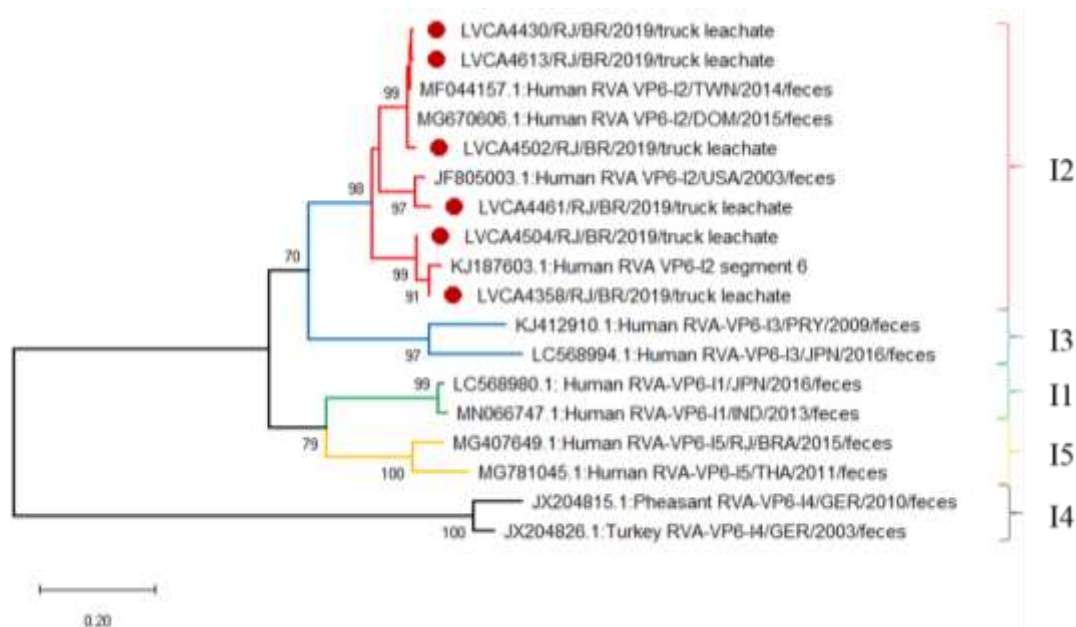 LVCA4430/RJ/BR/2019/truck leachate
LVCA4613/RJ/BR/2019/truck leachate
99
MF044157.1:Human RVA VP6-I2/TWN/2014/feces
MG670606.1:Human RVA VP6-I2/DOM/2015/feces
LVCA4502/RJ/BR/2019/truck leachate
I2
JF805003.1:Human RVA VP6-I2/USA/2003/feces
98
97
LVCA4461/RJ/BR/2019/truck leachate
LVCA4504/RJ/BR/2019/truck leachate
70
KJ187603.1:Human RVA VP6-I2 segment 6
99
91
LVCA4358/RJ/BR/2019/truck leachate
KJ412910.1:Human RVA-VP6-I3/PRY/2009/feces
I3
97
LC568994.1:Human RVA-VP6-I3/JPN/2016/feces
99
LC568980.1: Human RVA-VP6-I1/JPN/2016/feces
I1
MN066747.1:Human RVA-VP6-I1/IND/2013/feces
79
MG407649.1:Human RVA-VP6-I5/RJ/BRA/2015/feces
I5
100
MG781045.1:Human RVA-VP6-I5/THA/2011/feces
JX204815.1:Pheasant RVA-VP6-I4/GER/2010/feces
I4
100
JX204826.1:Turkey RVA-VP6-I4/GER/2003/feces
0.20